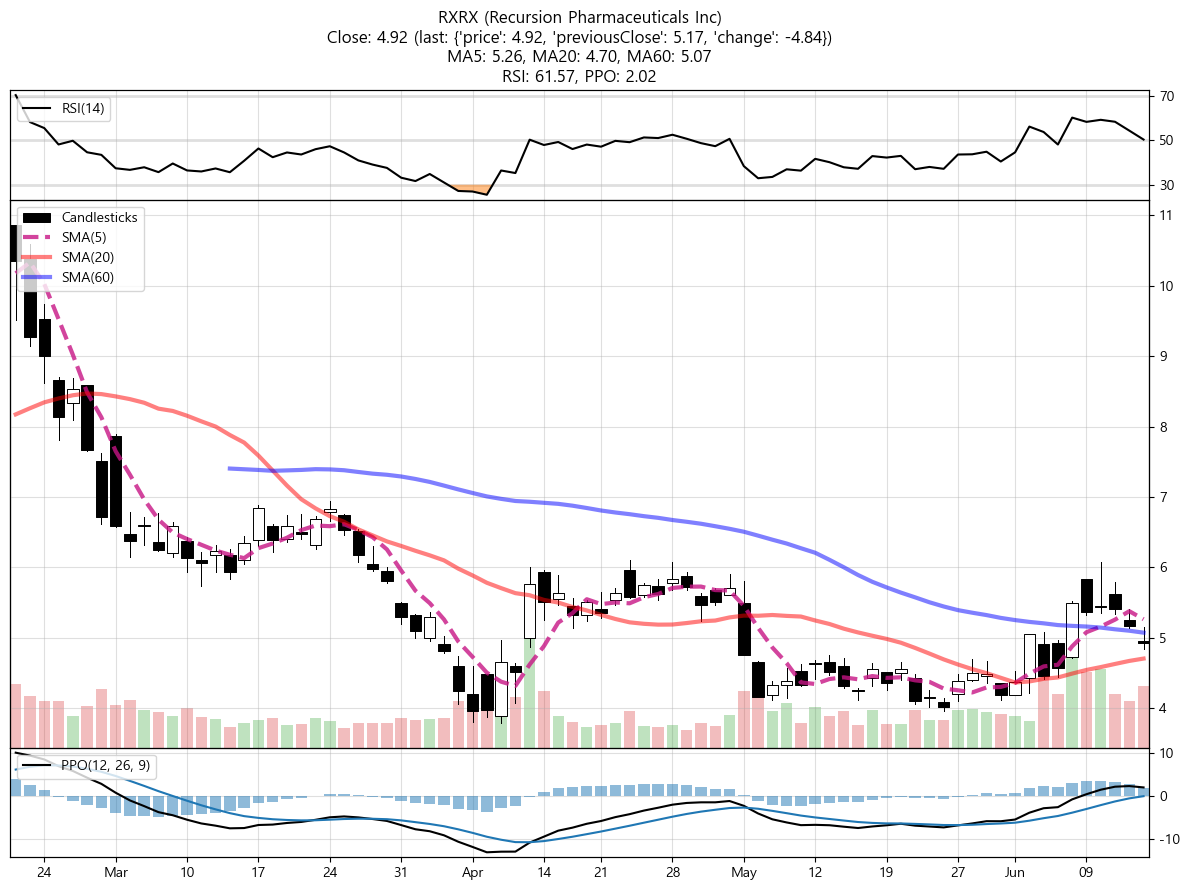 RXRX (Recursion Pharmaceuticals Inc)
Close: 4.92 (last: {'price': 4.92, 'previousClose': 5.17, 'change': -4.84})
MA5: 5.26, MA20: 4.70, MA60: 5.07
RSI: 61.57, PPO: 2.02
RSI(14)
70
50
30
Candlesticks
SMA(5)
SMA(20)
SMA(60)
11
10
9
8
7
6
5
4
PPO(12, 26, 9)
10
0
-10
24 Mar 10 17 24 31 Apr 14 21 28 May 12 19 27 Jun 09